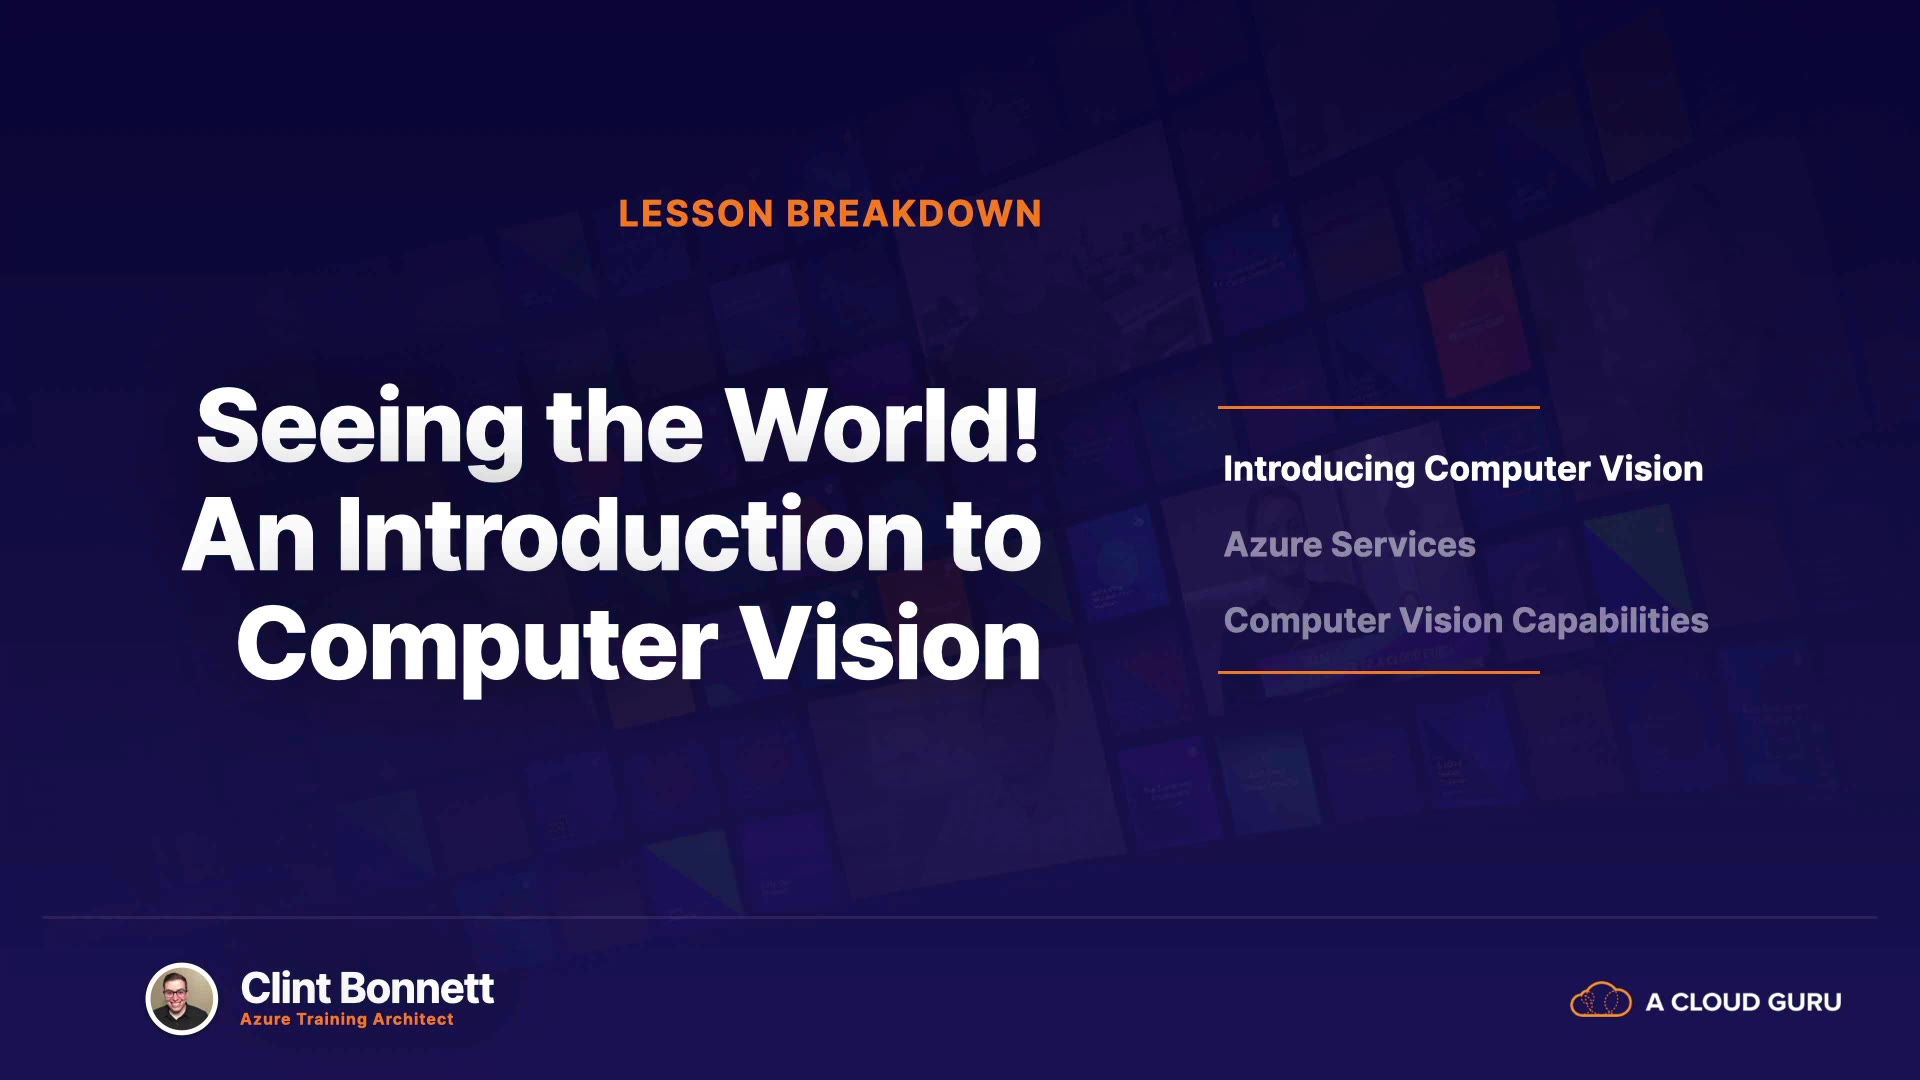 LESSON BREAKDOWN
Seeing the World!
An Introduction to
Computer Vision
Introducing Computer Vision
Azure Services
Computer Vision Capabilities
Clint Bonnett
Azure Training Architect
A CLOUD GURU